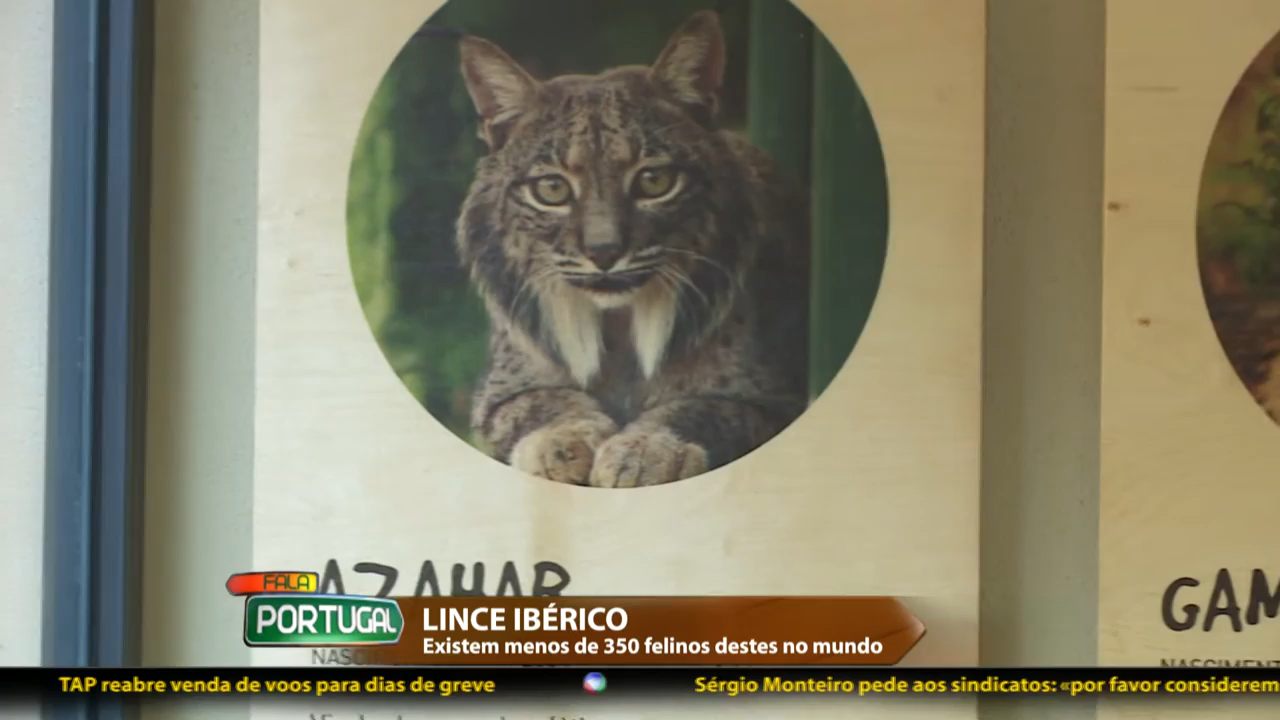 AZAHAR
GAM
FALA
PORTUGAL
LINCE IBÉRICO
Existem menos de 350 felinos destes no mundo
TAP reabre venda de voos para dias de greve
Sérgio Monteiro pede aos sindicatos: «por favor considerem